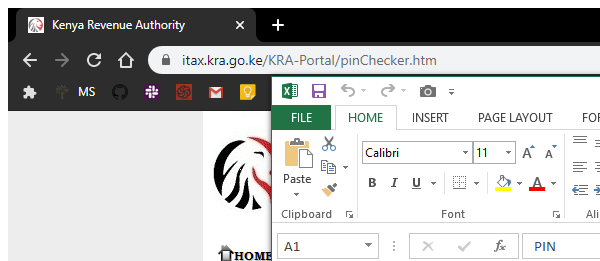 Kenya Revenue Authority
itax.kra.go.ke/KRA-Portal/pinChecker.htm
MS
FILE HOME INSERT PAGE LAYOUT FOR
Calibri 11 A A
Paste
B I U A
Clipboard Font Ali
A1 fx PIN
HOME